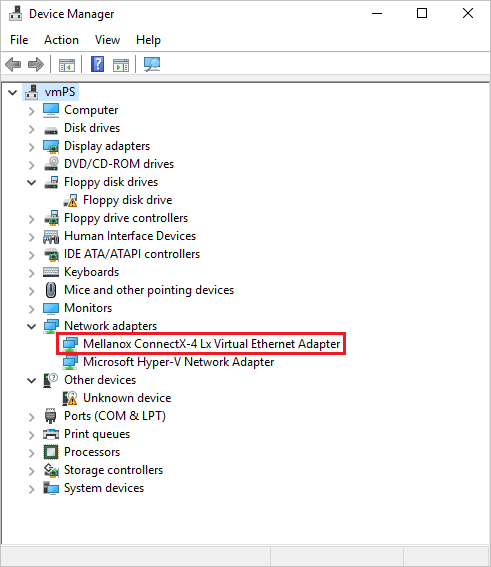 Device Manager
File Action View Help
vmPS
Computer
Disk drives
Display adapters
DVD/CD-ROM drives
Floppy disk drives
Floppy disk drive
Floppy drive controllers
Human Interface Devices
IDE ATA/ATAPI controllers
Keyboards
Mice and other pointing devices
Monitors
Network adapters
Mellanox ConnectX-4 Lx Virtual Ethernet Adapter
Microsoft Hyper-V Network Adapter
Other devices
Unknown device
Ports (COM & LPT)
Print queues
Processors
Storage controllers
System devices